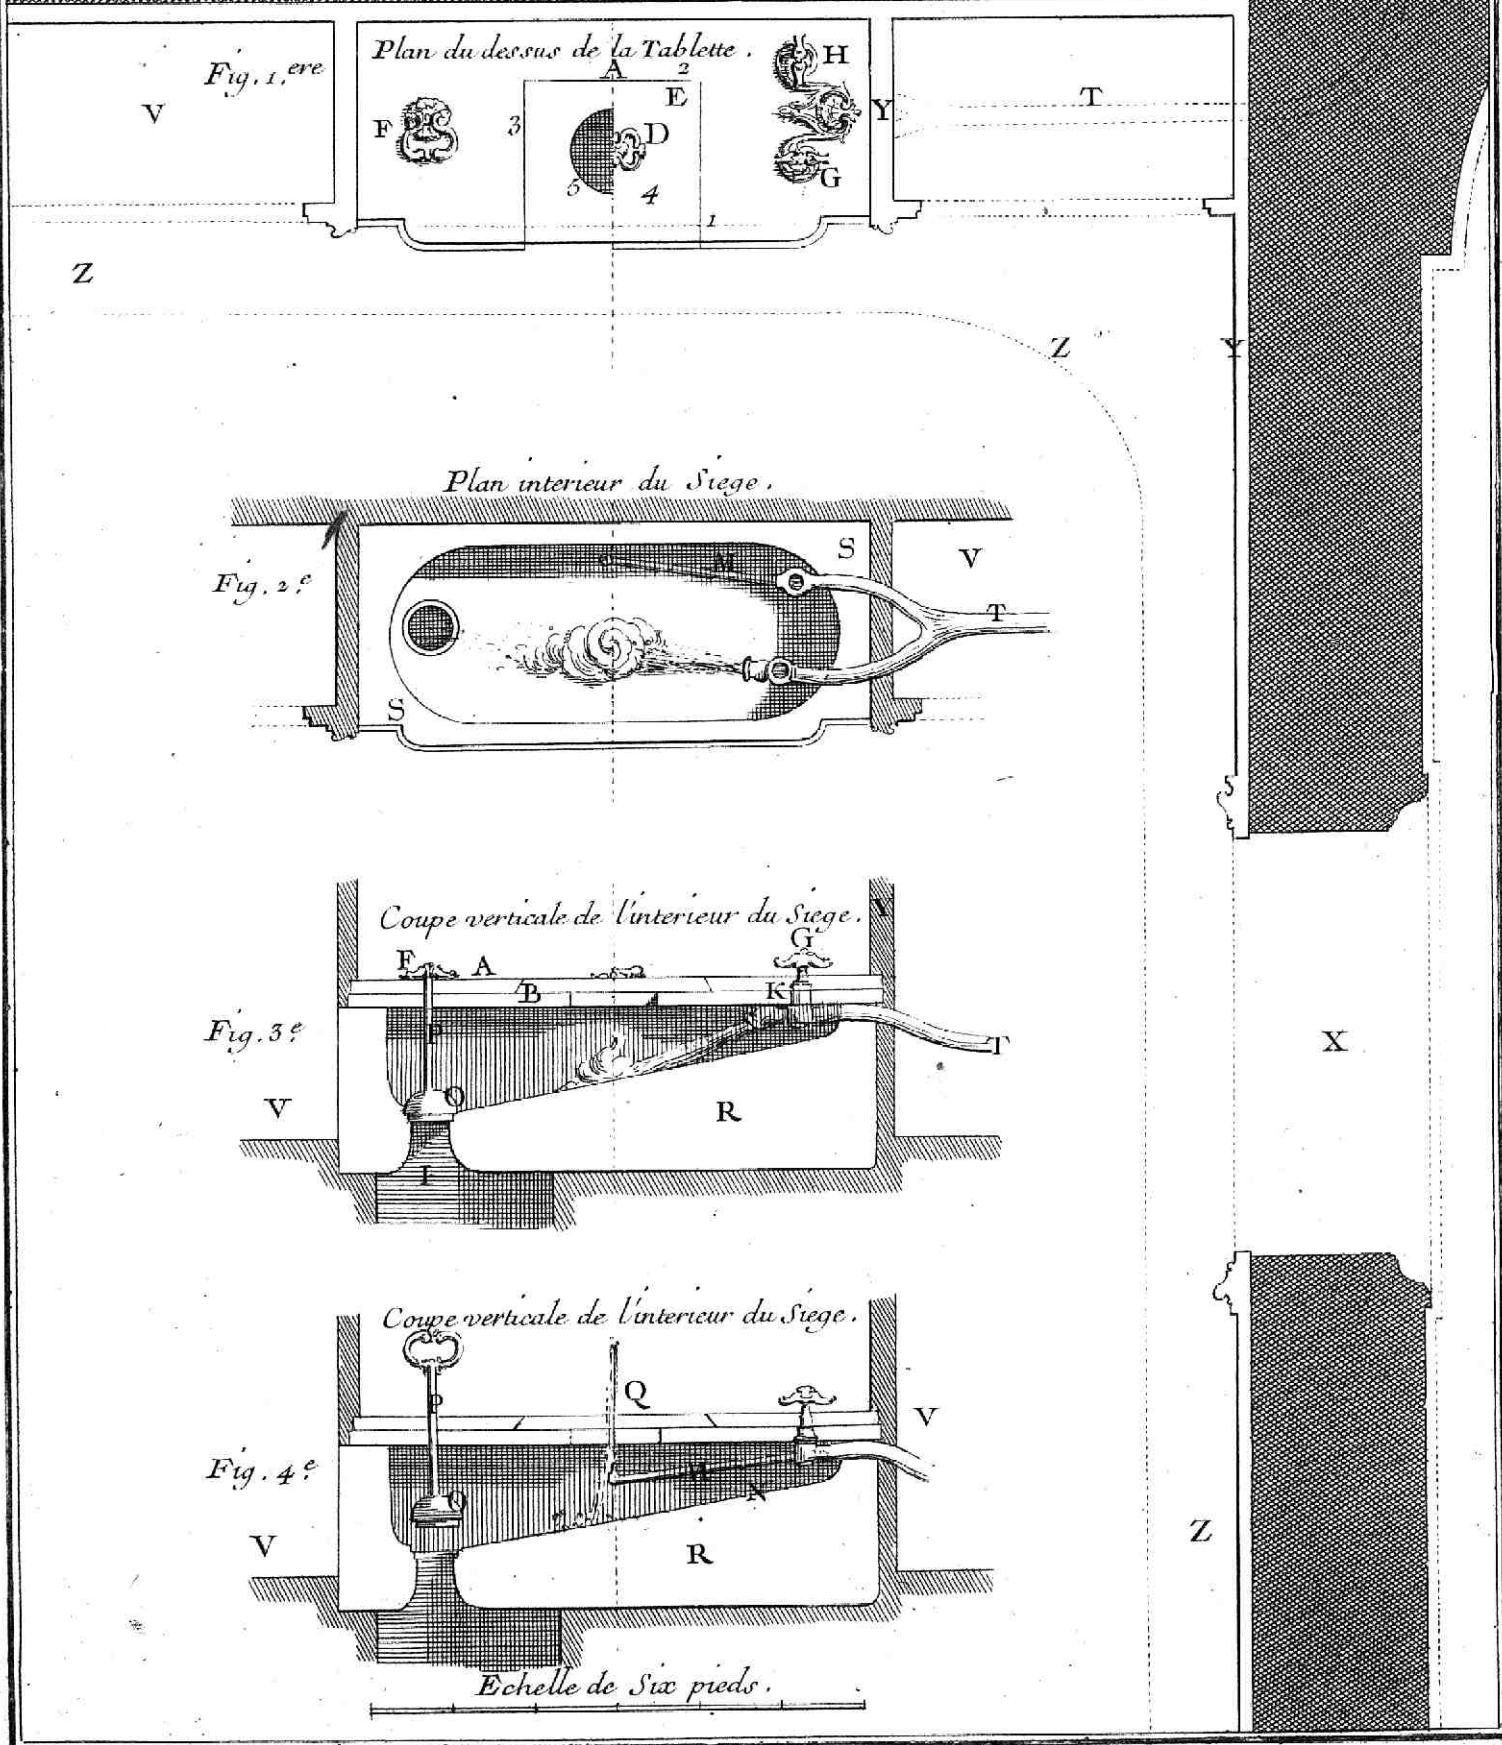 Fig. 1.ere
Plan du dessus de la Tablette.
V
A
2
E
H
F
3
D
Y
T
5
4
G
1
Z
Z
Y
Plan interieur du Siege.
Fig. 2.e
M
S
V
T
S
Coupe verticale de l'interieur du Siege.
Y
F
A
G
B
K
Fig. 3.e
P
T
X
O
V
R
I
Coupe verticale de l'interieur du Siege.
P
Q
V
Fig. 4.e
M
N
O
V
R
Z
Echelle de Six pieds.